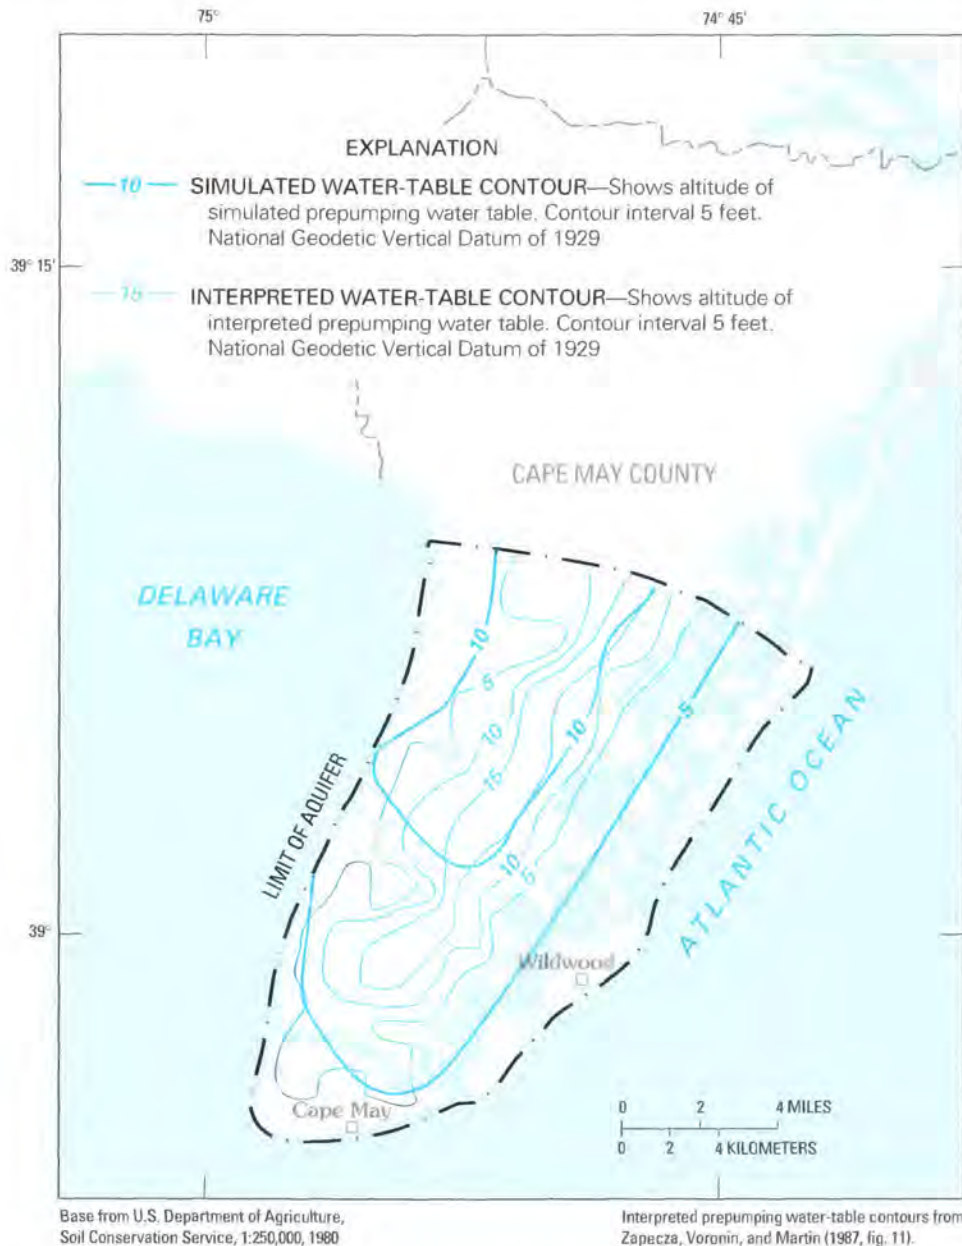 75°
74° 45'
EXPLANATION
10 SIMULATED WATER-TABLE CONTOUR—Shows altitude of
simulated prepumping water table. Contour interval 5 feet.
National Geodetic Vertical Datum of 1929
39° 15'
15 INTERPRETED WATER-TABLE CONTOUR—Shows altitude of
interpreted prepumping water table. Contour interval 5 feet.
National Geodetic Vertical Datum of 1929
CAPE MAY COUNTY
DELAWARE
BAY
10
5
10
10
5
15
LIMIT OF AQUIFER
ATLANTIC OCEAN
10
5
39°
Wildwood
Cape May
0 2 4 MILES
0 2 4 KILOMETERS
Base from U.S. Department of Agriculture,
Soil Conservation Service, 1:250,000, 1980
Interpreted prepumping water-table contours from
Zapecza, Voronin, and Martin (1987, fig. 11).